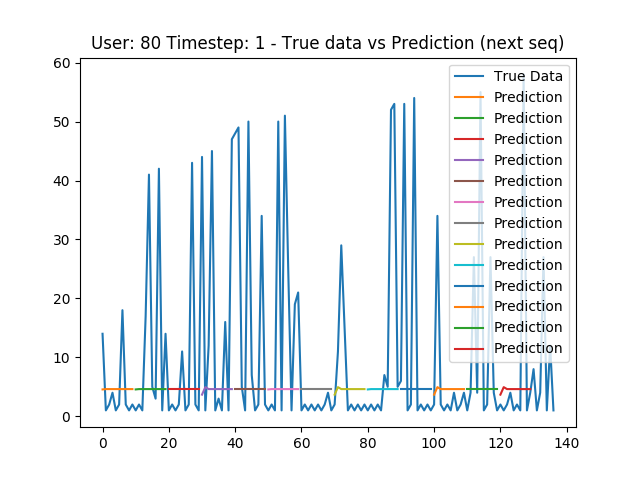 User: 80 Timestep: 1 - True data vs Prediction (next seq)
60
50
40
30
20
10
0
0 20 40 60 80 100 120 140
True Data
Prediction
Prediction
Prediction
Prediction
Prediction
Prediction
Prediction
Prediction
Prediction
Prediction
Prediction
Prediction
Prediction